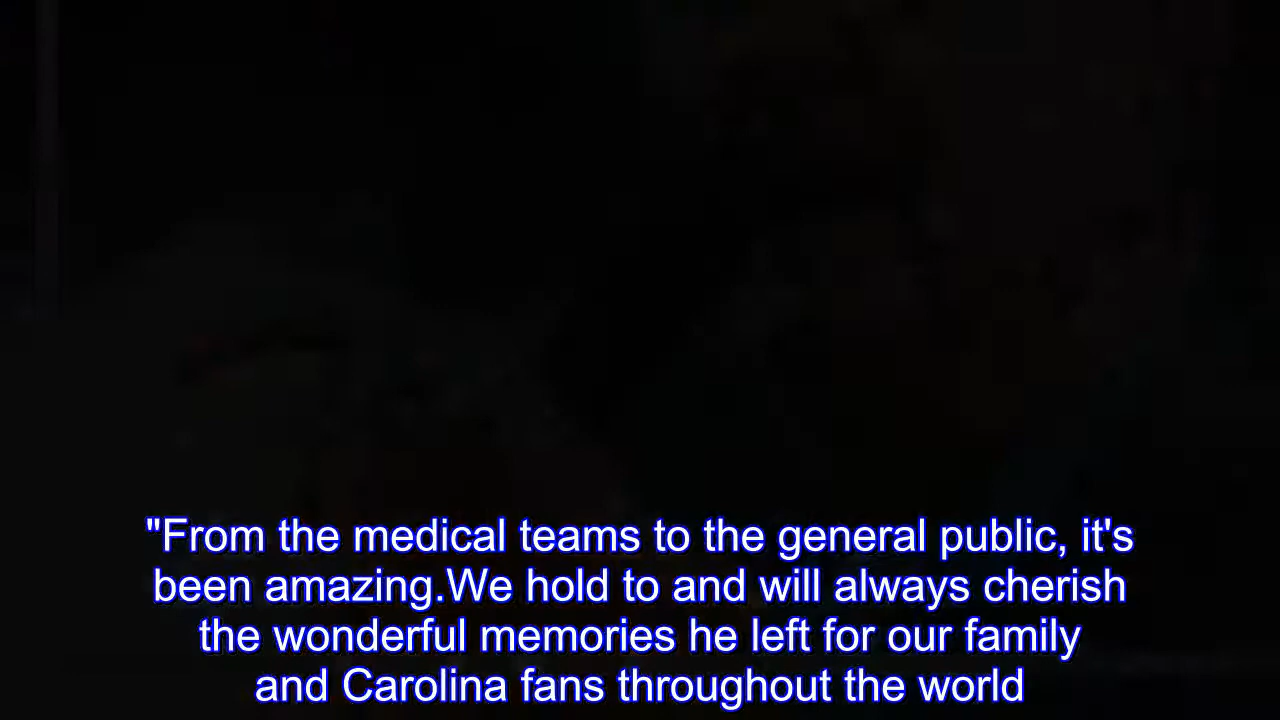 "From the medical teams to the general public, it's
been amazing.We hold to and will always cherish
the wonderful memories he left for our family
and Carolina fans throughout the world